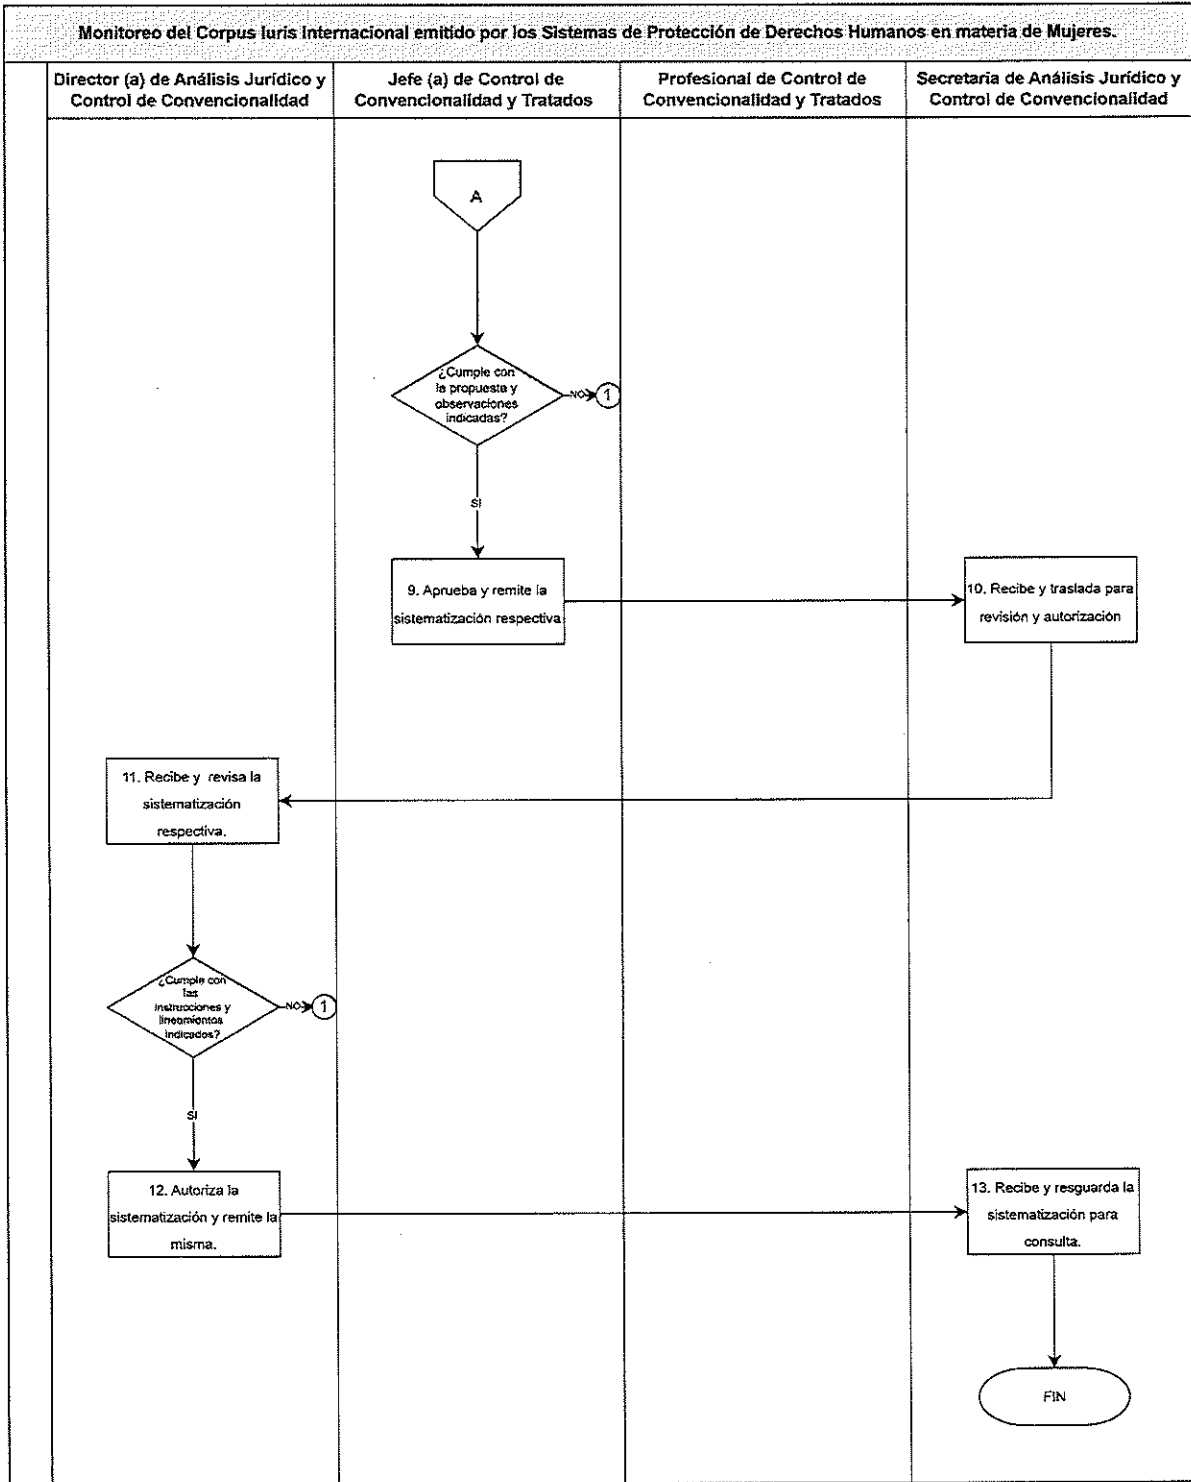 Monitoreo del Corpus Iuris Internacional emitido por los Sistemas de Protección de Derechos Humanos en materia de Mujeres.
Director (a) de Análisis Jurídico y
Control de Convencionalidad
Jefe (a) de Control de
Convencionalidad y Tratados
Profesional de Control de
Convencionalidad y Tratados
Secretaria de Análisis Jurídico y
Control de Convencionalidad
A
¿Cumple con
la propuesta y
observaciones
indicadas?
NO
1
SI
9. Aprueba y remite la
sistematización respectiva
10. Recibe y traslada para
revisión y autorización
11. Recibe y revisa la
sistematización
respectiva.
¿Cumple con
las
instrucciones y
lineamientos
indicados?
NO
1
SI
12. Autoriza la
sistematización y remite la
misma.
13. Recibe y resguarda la
sistematización para
consulta.
FIN